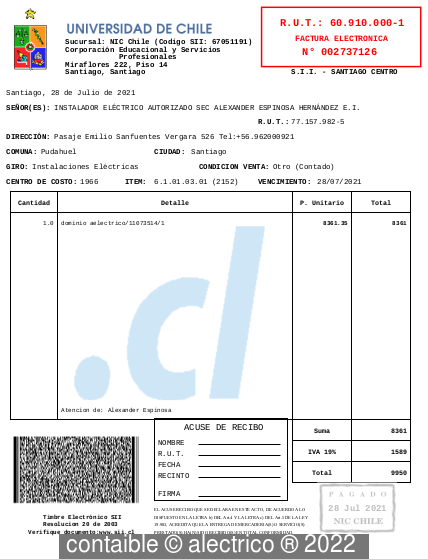 UNIVERSIDAD DE CHILE
Sucursal: NIC Chile (Codigo SII: 67051191)
Corporación Educacional y Servicios
Profesionales
Miraflores 222, Piso 14
Santiago, Santiago
R.U.T.: 60.910.000-1
FACTURA ELECTRONICA
N° 002737126
S.I.I. - SANTIAGO CENTRO
Santiago, 28 de Julio de 2021
SEÑOR(ES): INSTALADOR ELÉCTRICO AUTORIZADO SEC ALEXANDER ESPINOSA HERNÁNDEZ E.I.
R.U.T.: 77.157.982-5
DIRECCIÓN: Pasaje Emilio Sanfuentes Vergara 526 Tel:+56.962000921
COMUNA: Pudahuel CIUDAD: Santiago
GIRO: Instalaciones Eléctricas CONDICION VENTA: Otro (Contado)
CENTRO DE COSTO: 1966 ITEM: 6.1.01.03.01 (2152) VENCIMIENTO: 28/07/2021
Cantidad Detalle P. Unitario Total
1.0 dominio aelectrico/11073514/1 8361.35 8361
.cl
Atencion de: Alexander Espinosa
ACUSE DE RECIBO
NOMBRE
R.U.T.
FECHA
RECINTO
FIRMA
Suma 8361
IVA 19% 1589
Total 9950
EL ACUSE RECIBO QUE SE DECLARA EN ESTE ACTO, DE ACUERDO A LO
DISPUESTO EN LA LETRA b) DEL Art.4 Y LA LETRA c) DEL Art.5 DE LA LEY
19.983, ACREDITA QUE LA ENTREGA DE MERCADERIAS(S) O SERVICIO(S)
PRESTADO(S) HA(N) SIDO RECIBIDO(S) EN TOTAL CONFORMIDAD.
PAGADO
28 Jul 2021
NIC CHILE
Timbre Electrónico SII
Resolucion 20 de 2003
Verifique documento:www.sii.cl
contaible © alectrico ® 2022